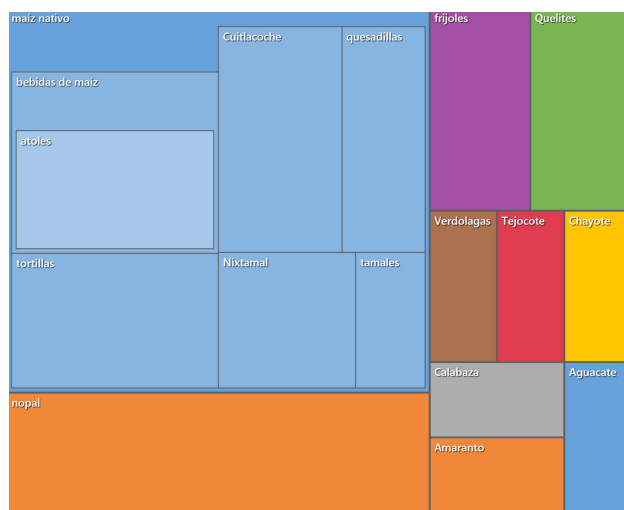 maíz nativo
bebidas de maíz
atoles
tortillas
Cuitlacoche
quesadillas
Nixtamal
tamales
nopal
frijoles
Quelites
Verdolagas
Tejocote
Chayote
Calabaza
Amaranto
Aguacate